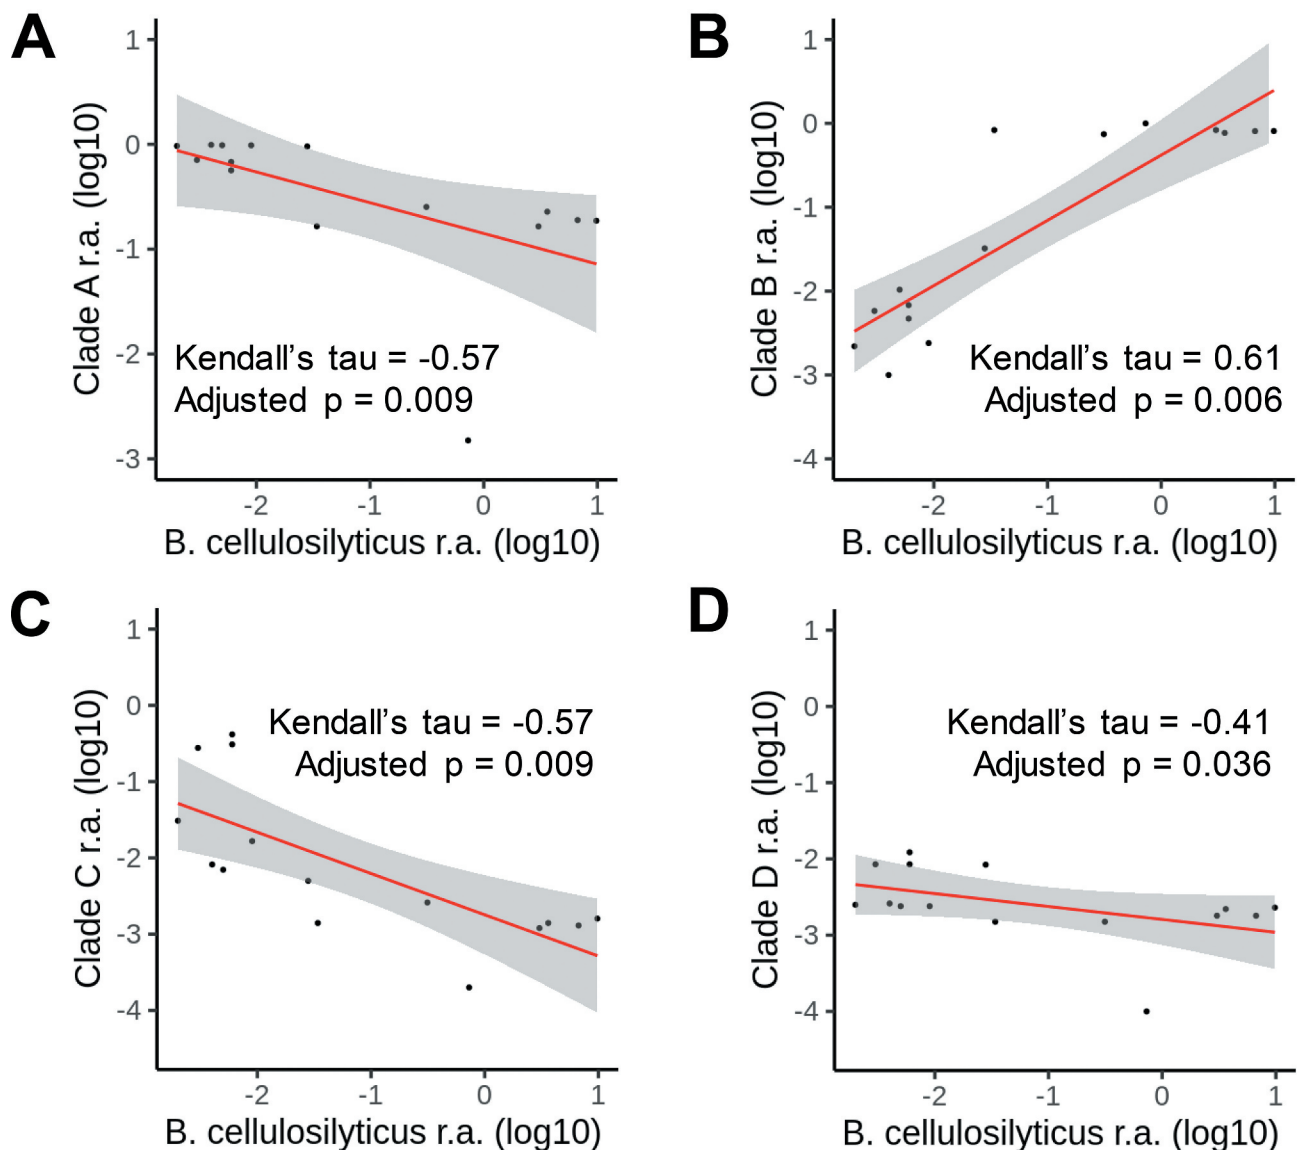 A
Clade A r.a. (log10)
1
0
-1
-2
-3
Kendall's tau = -0.57
Adjusted p = 0.009
-2 -1 0 1
B. cellulosilyticus r.a. (log10)
B
Clade B r.a. (log10)
1
0
-1
-2
-3
-4
Kendall's tau = 0.61
Adjusted p = 0.006
-2 -1 0 1
B. cellulosilyticus r.a. (log10)
C
Clade C r.a. (log10)
1
0
-1
-2
-3
-4
Kendall's tau = -0.57
Adjusted p = 0.009
-2 -1 0 1
B. cellulosilyticus r.a. (log10)
D
Clade D r.a. (log10)
1
0
-1
-2
-3
-4
Kendall's tau = -0.41
Adjusted p = 0.036
-2 -1 0 1
B. cellulosilyticus r.a. (log10)